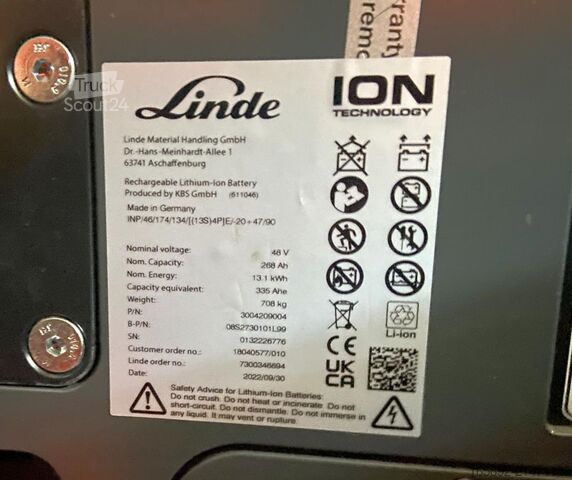 Truck
Scout24
rranty
remo
Linde
ION
TECHNOLOGY
Linde Material Handling GmbH
Dr.-Hans-Meinhardt-Allee 1
63741 Aschaffenburg
Rechargeable Lithium-Ion Battery
Produced by KBS GmbH (611046)
Made in Germany
INP/46/174/134/[(13S)4P]E/-20+47/90
Nominal voltage: 48 V
Nom. Capacity: 268 Ah
Nom. Energy: 13.1 kWh
Capacity equivalent: 335 Ahe
Weight: 708 kg
P/N: 3004209004
B-P/N: 08S2730101L99
SN: 0132226776
Customer order no.: 18040577/010
Linde order no.: 7300346694
Date: 2022/09/30
Li-ion
CE
UK
CA
Safety Advice for Lithium-Ion Batteries:
Do not crush. Do not heat or incinerate. Do not
short-circuit. Do not dismantle. Do not immerse in
any liquid. It may vent or rupture.